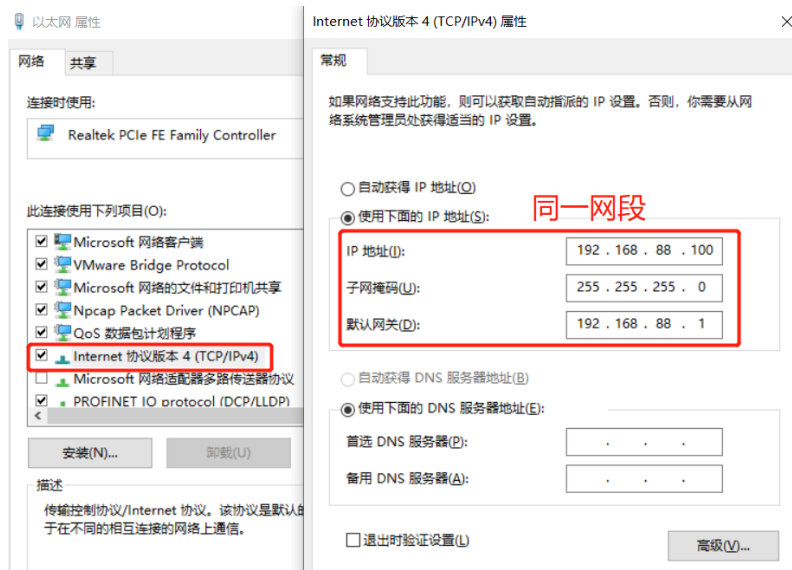 以太网 属性
网络
共享
连接时使用:
Realtek PCIe FE Family Controller
此连接使用下列项目(O):
Microsoft 网络客户端
VMware Bridge Protocol
Microsoft 网络的文件和打印机共享
Npcap Packet Driver (NPCAP)
QoS 数据包计划程序
Internet 协议版本 4 (TCP/IPv4)
Microsoft 网络适配器多路传送器协议
PROFINET IO protocol (DCP/LLDP)
安装(N)...
卸载(U)
描述
传输控制协议/Internet 协议。该协议是默认的
于在不同的相互连接的网络上通信。
Internet 协议版本 4 (TCP/IPv4) 属性
常规
如果网络支持此功能，则可以获取自动指派的 IP 设置。否则，你需要从网
络系统管理员处获得适当的 IP 设置。
自动获得 IP 地址(O)
同一网段
使用下面的 IP 地址(S):
IP 地址(I): 192 . 168 . 88 . 100
子网掩码(U): 255 . 255 . 255 . 0
默认网关(D): 192 . 168 . 88 . 1
自动获得 DNS 服务器地址(B)
使用下面的 DNS 服务器地址(E):
首选 DNS 服务器(P): . . .
备用 DNS 服务器(A): . . .
退出时验证设置(L)
高级(V)...